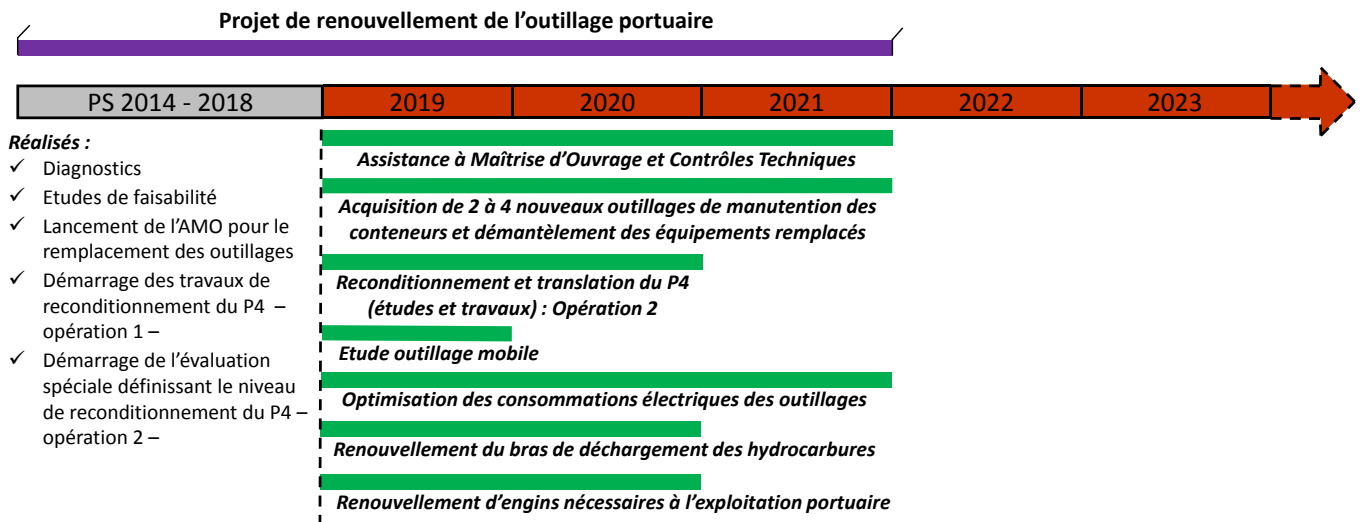 Projet de renouvellement de l’outillage portuaire
PS 2014 - 2018
2019
2020
2021
2022
2023
Réalisés :
✓ Diagnostics
✓ Etudes de faisabilité
✓ Lancement de l’AMO pour le
remplacement des outillages
✓ Démarrage des travaux de
reconditionnement du P4 –
opération 1 –
✓ Démarrage de l’évaluation
spéciale définissant le niveau
de reconditionnement du P4 –
opération 2 –
Assistance à Maîtrise d’Ouvrage et Contrôles Techniques
Acquisition de 2 à 4 nouveaux outillages de manutention des
conteneurs et démantèlement des équipements remplacés
Reconditionnement et translation du P4
(études et travaux) : Opération 2
Etude outillage mobile
Optimisation des consommations électriques des outillages
Renouvellement du bras de déchargement des hydrocarbures
Renouvellement d’engins nécessaires à l’exploitation portuaire